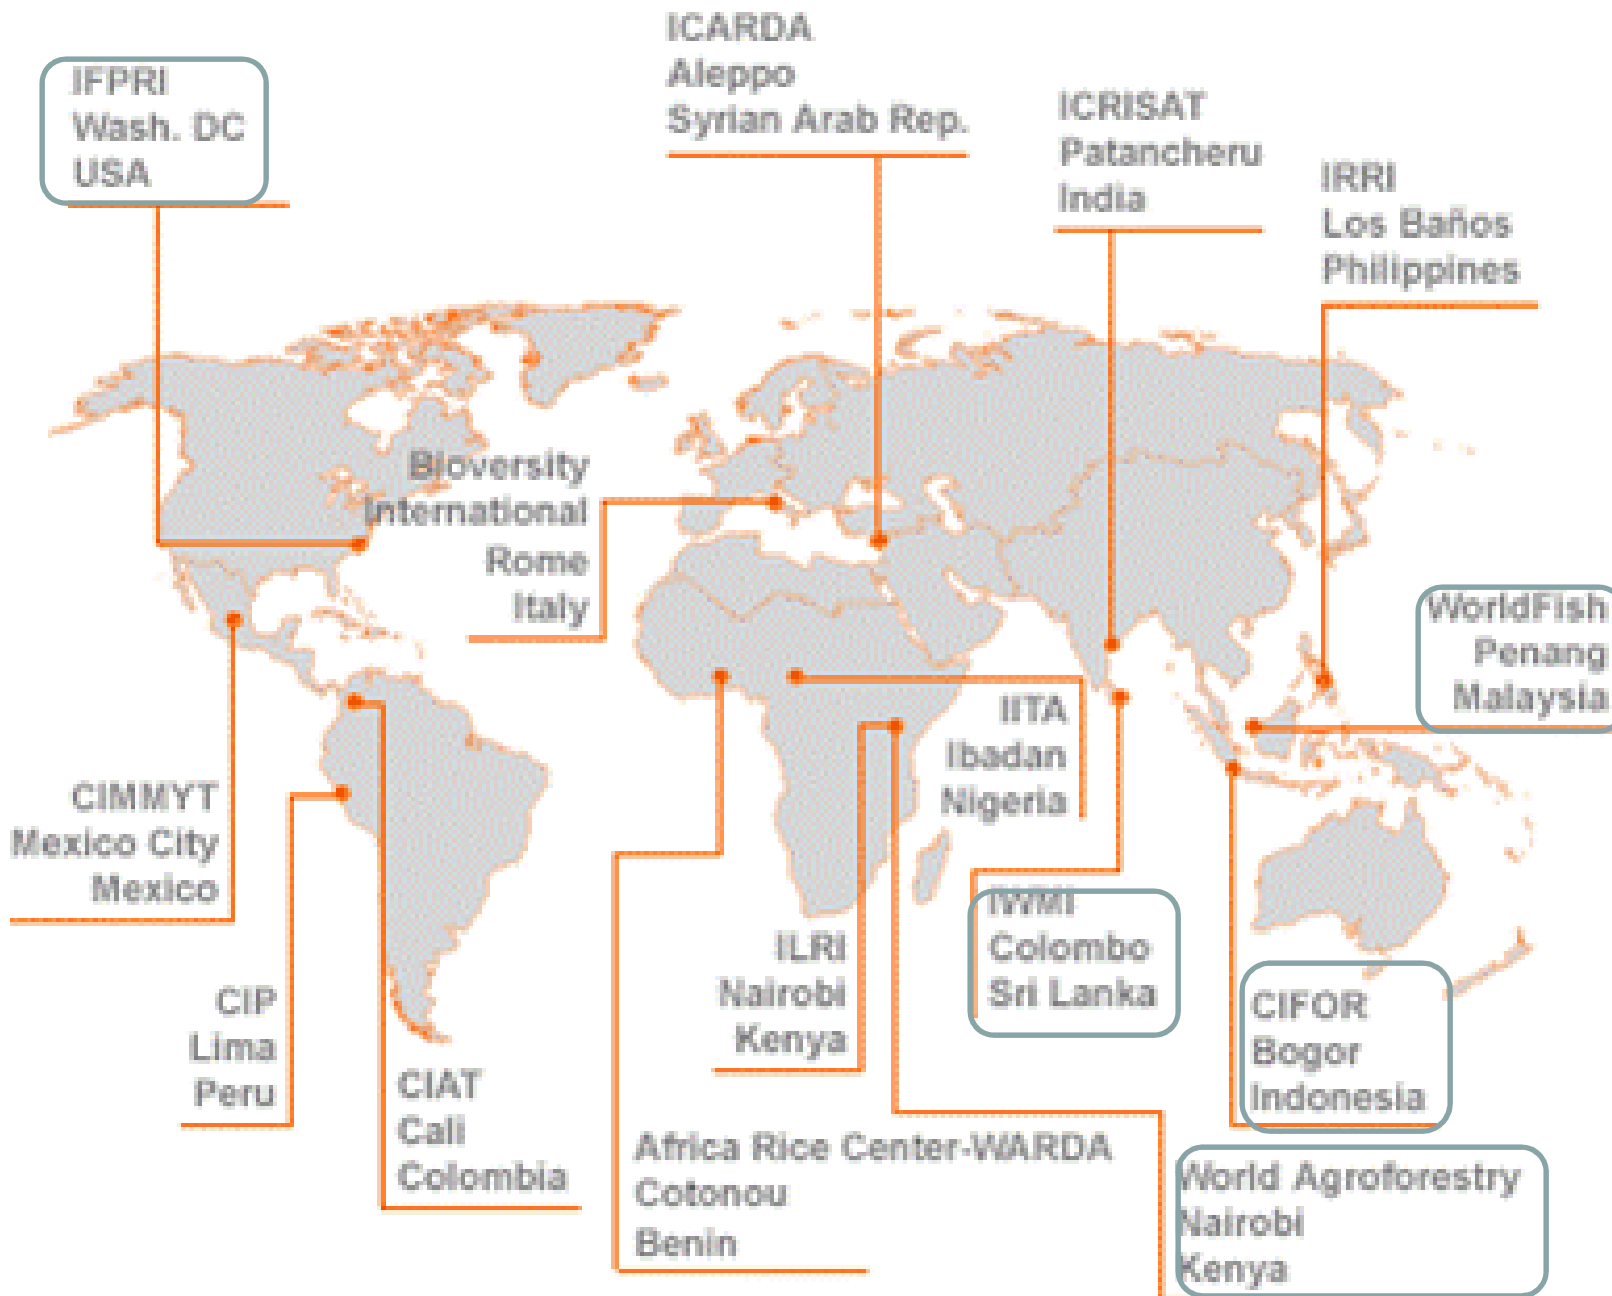 IFPRI
Wash. DC
USA
ICARDA
Aleppo
Syrian Arab Rep.
ICRISAT
Patancheru
India
IRRI
Los Baños
Philippines
Bioversity
International
Rome
Italy
WorldFish
Penang
Malaysia
IITA
Ibadan
Nigeria
CIMMYT
Mexico City
Mexico
IWMI
Colombo
Sri Lanka
ILRI
Nairobi
Kenya
CIP
Lima
Peru
CIFOR
Bogor
Indonesia
CIAT
Cali
Colombia
Africa Rice Center-WARDA
Cotonou
Benin
World Agroforestry
Nairobi
Kenya